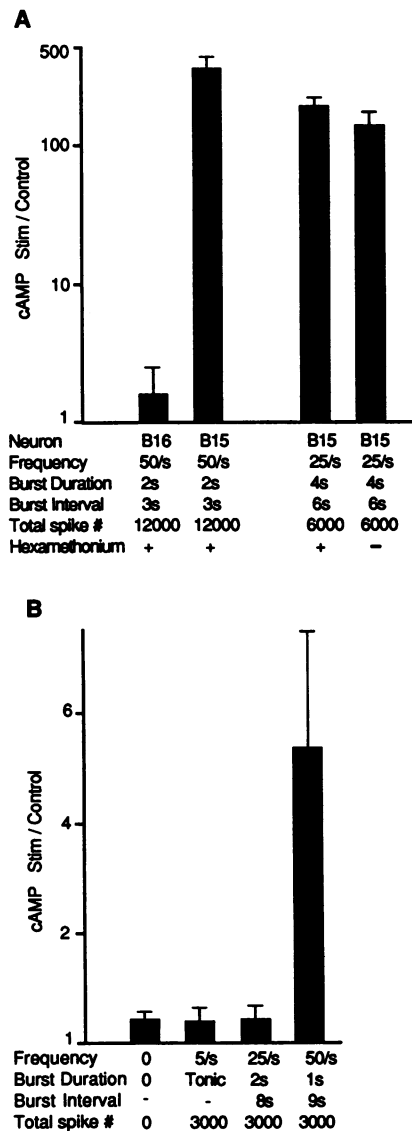 A
500
100
10
1
cAMP Stim / Control
Neuron B16 B15 B15 B15
Frequency 50/s 50/s 25/s 25/s
Burst Duration 2s 2s 4s 4s
Burst Interval 3s 3s 6s 6s
Total spike # 12000 12000 6000 6000
Hexamethonium + + + −
B
6
4
2
1
cAMP Stim / Control
Frequency 0 5/s 25/s 50/s
Burst Duration 0 Tonic 2s 1s
Burst Interval - - 8s 9s
Total spike # 0 3000 3000 3000